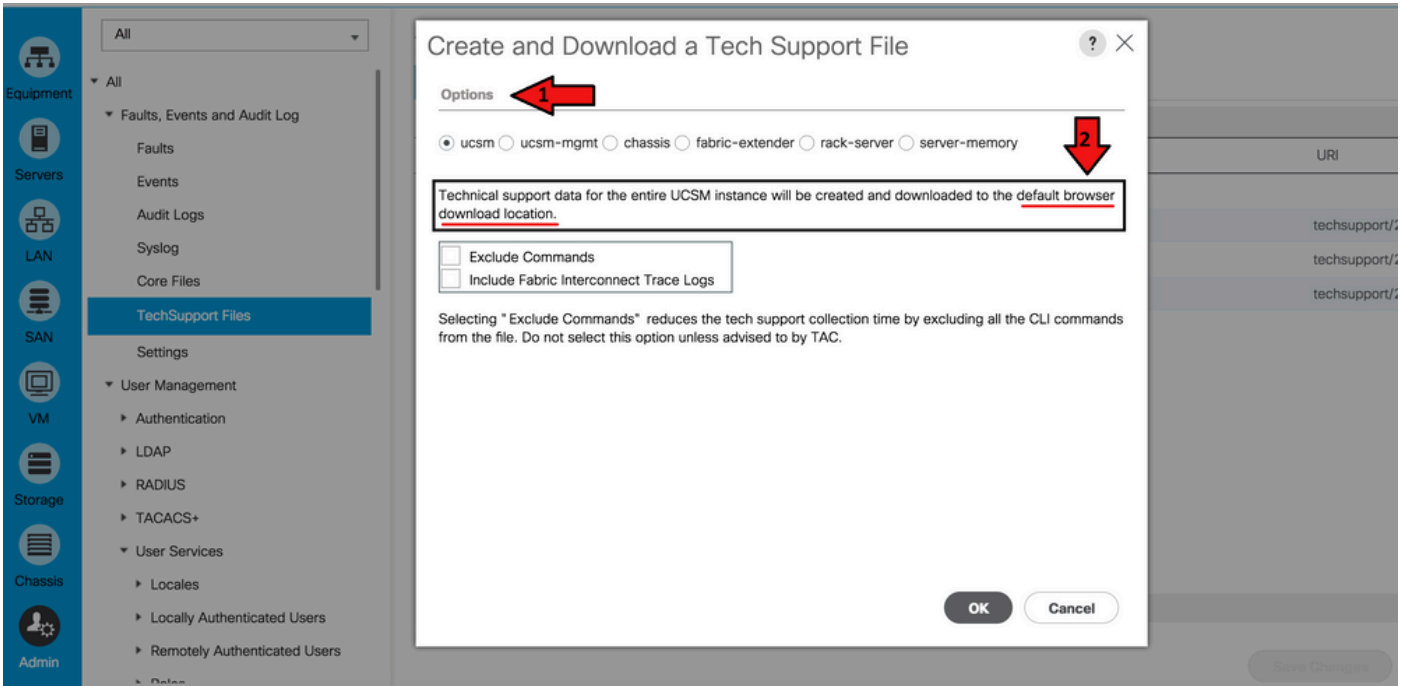 Equipment
Servers
LAN
SAN
VM
Storage
Chassis
Admin
All
All
Faults, Events and Audit Log
Faults
Events
Audit Logs
Syslog
Core Files
TechSupport Files
Settings
User Management
Authentication
LDAP
RADIUS
TACACS+
User Services
Locales
Locally Authenticated Users
Remotely Authenticated Users
Roles
Create and Download a Tech Support File
?
Options
1
ucsm ucsm-mgmt chassis fabric-extender rack-server server-memory
2
Technical support data for the entire UCSM instance will be created and downloaded to the default browser
download location.
Exclude Commands
Include Fabric Interconnect Trace Logs
Selecting "Exclude Commands" reduces the tech support collection time by excluding all the CLI commands
from the file. Do not select this option unless advised to by TAC.
OK Cancel
URI
techsupport/2
techsupport/2
techsupport/2
Save Changes